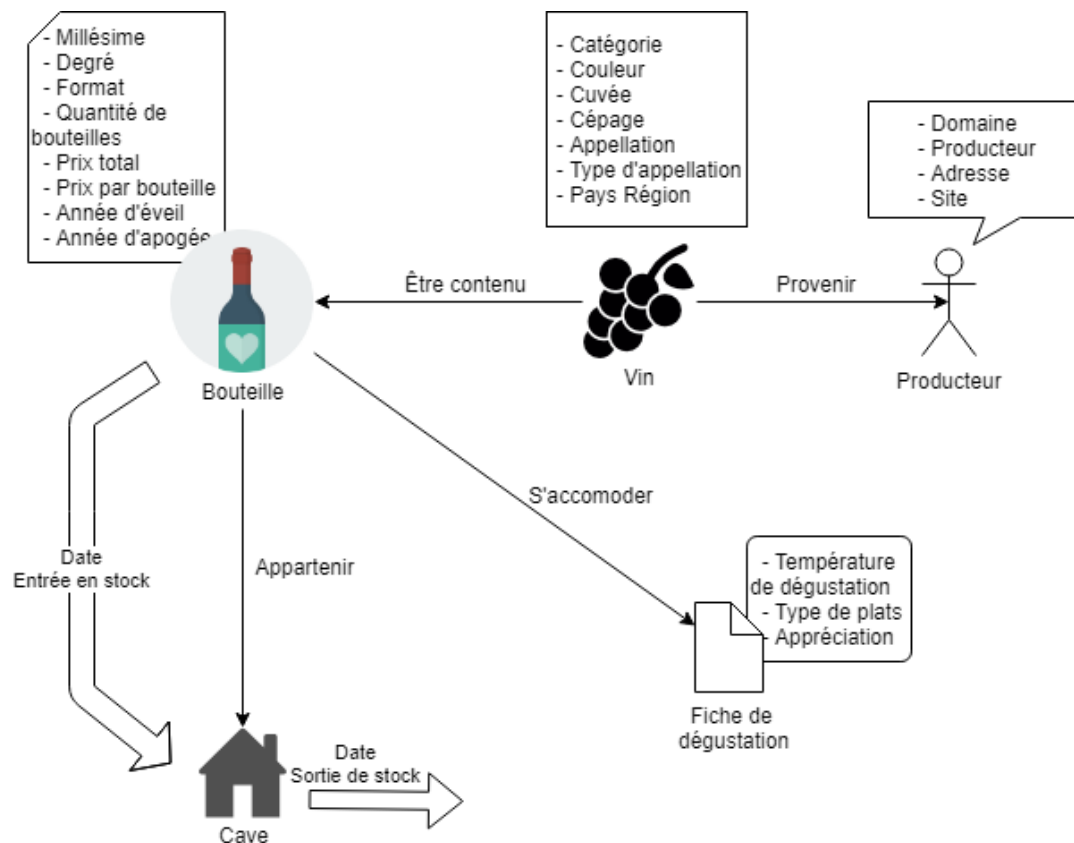 - Millésime
- Degré
- Format
- Quantité de
bouteilles
- Prix total
- Prix par bouteille
- Année d'éveil
- Année d'apogée
- Catégorie
- Couleur
- Cuvée
- Cépage
- Appellation
- Type d'appellation
- Pays Région
- Domaine
- Producteur
- Adresse
- Site
Être contenu
Provenir
Bouteille
Vin
Producteur
S'accomoder
Date
Entrée en stock
Appartenir
- Température
de dégustation
- Type de plats
- Appréciation
Fiche de
dégustation
Date
Sortie de stock
Cave